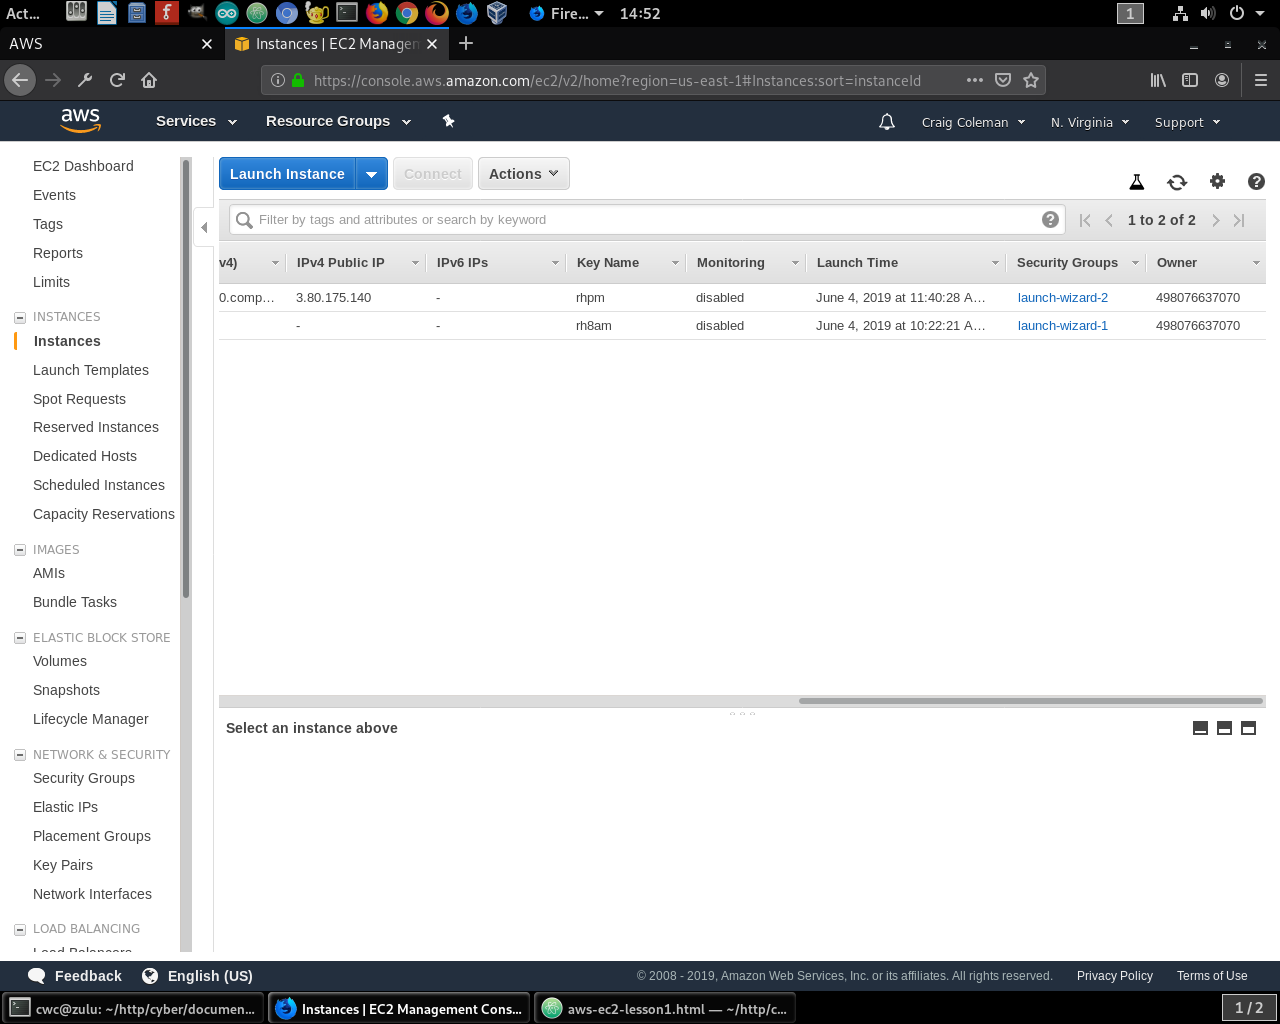 Act...
Fire...
14:52
1
AWS
Instances | EC2 Managemen
https://console.aws.amazon.com/ec2/v2/home?region=us-east-1#Instances:sort=instanceId
aws
Services
Resource Groups
Craig Coleman
N. Virginia
Support
EC2 Dashboard
Events
Tags
Reports
Limits
INSTANCES
Instances
Launch Templates
Spot Requests
Reserved Instances
Dedicated Hosts
Scheduled Instances
Capacity Reservations
IMAGES
AMIs
Bundle Tasks
ELASTIC BLOCK STORE
Volumes
Snapshots
Lifecycle Manager
NETWORK & SECURITY
Security Groups
Elastic IPs
Placement Groups
Key Pairs
Network Interfaces
LOAD BALANCING
Load Balancers
Launch Instance
Connect
Actions
Filter by tags and attributes or search by keyword
1 to 2 of 2
v4) IPv4 Public IP IPv6 IPs Key Name Monitoring Launch Time Security Groups Owner
0.comp... 3.80.175.140 - rhpm disabled June 4, 2019 at 11:40:28 A... launch-wizard-2 498076637070
- - rh8am disabled June 4, 2019 at 10:22:21 A... launch-wizard-1 498076637070
Select an instance above
Feedback
English (US)
© 2008 - 2019, Amazon Web Services, Inc. or its affiliates. All rights reserved.
Privacy Policy
Terms of Use
cwc@zulu: ~/http/cyber/documen...
Instances | EC2 Management Cons...
aws-ec2-lesson1.html — ~/http/c...
1 / 2